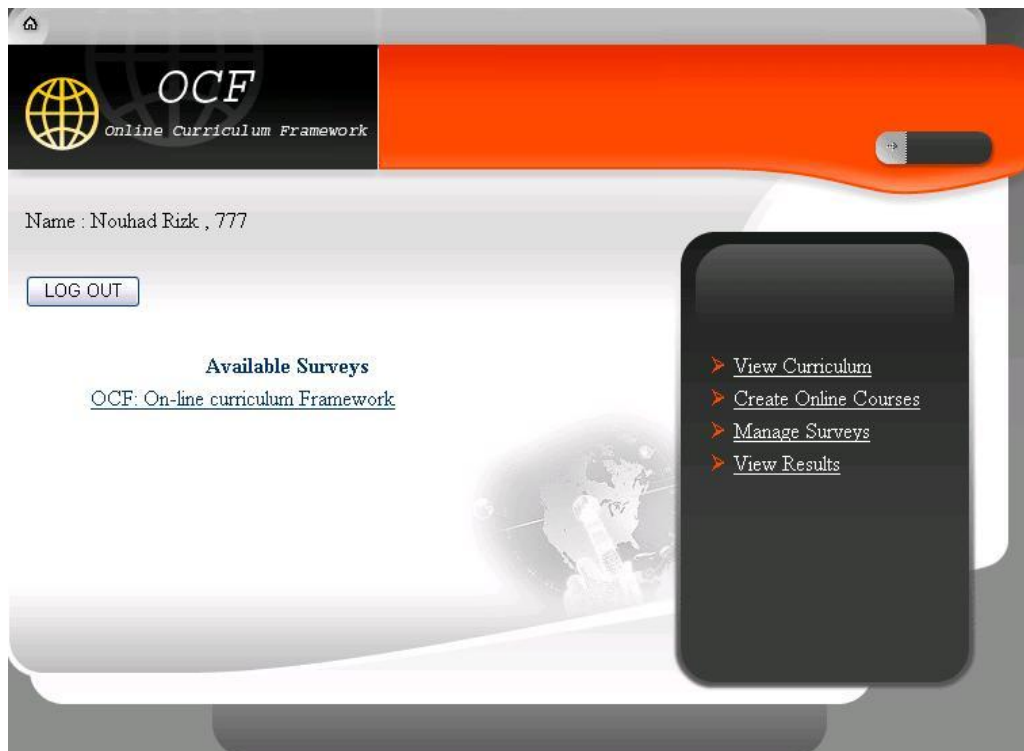 OCF
Online Curriculum Framework
Name : Nouhad Rizk , 777
LOG OUT
Available Surveys
OCF: On-line curriculum Framework
View Curriculum
Create Online Courses
Manage Surveys
View Results